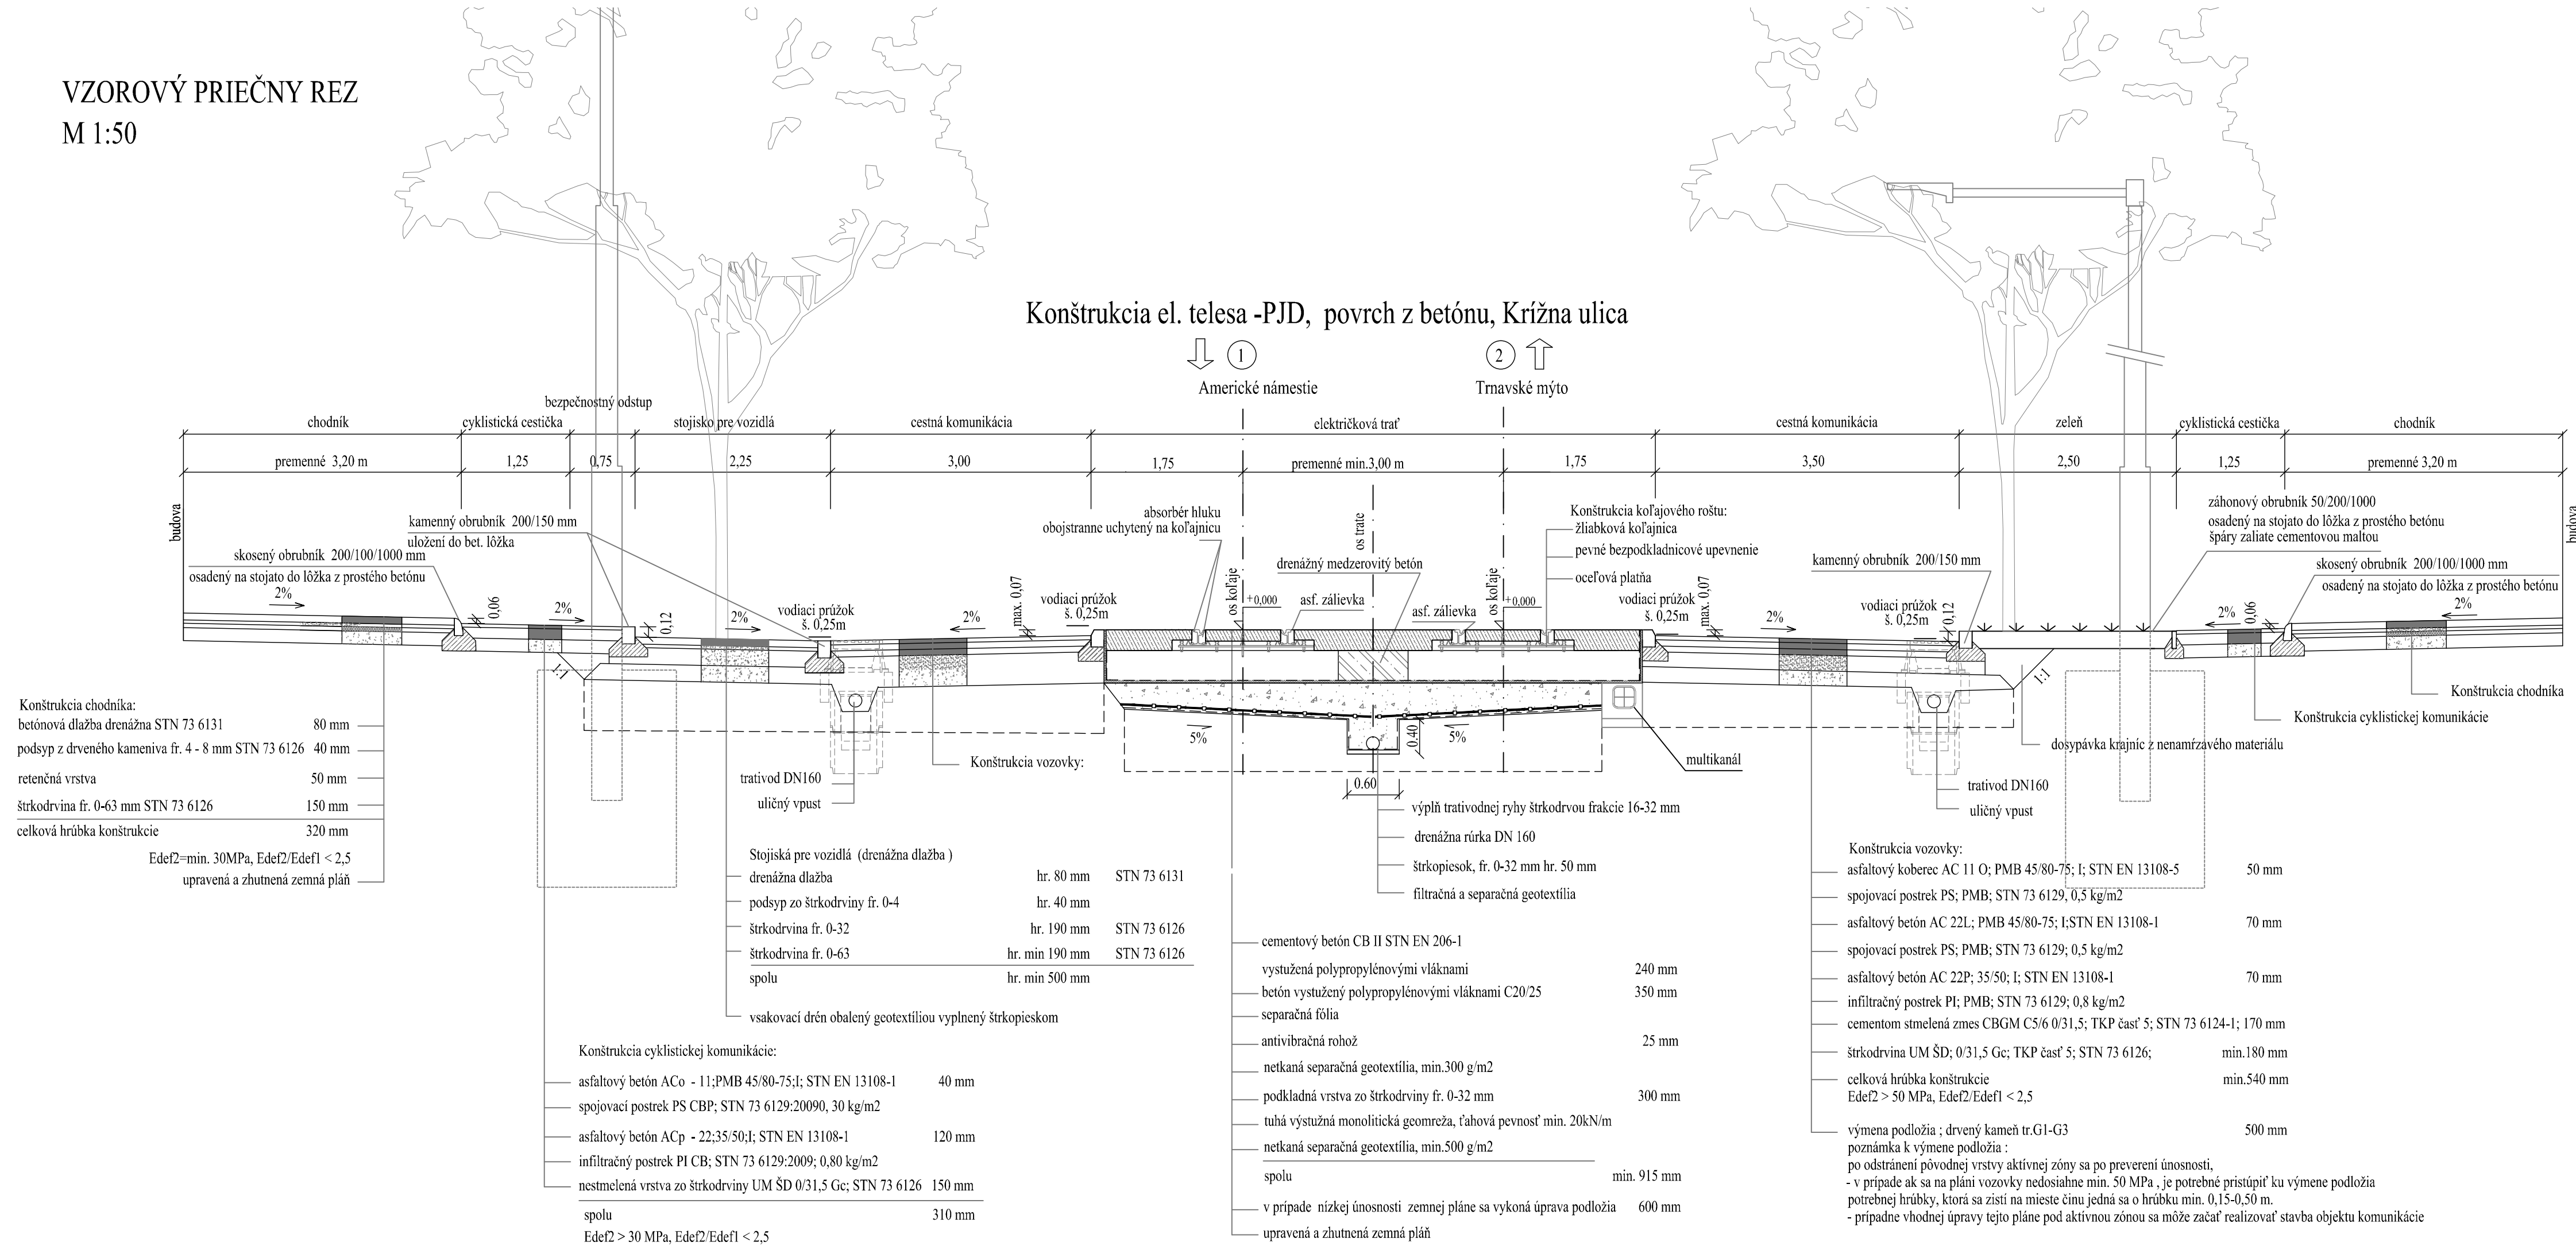 VZOROVÝ PRIEČNY REZ
M 1:50
Konštrukcia el. telesa -PJD, povrch z betónu, Krížna ulica
1
2
Americké námestie
Trnavské mýto
chodník
cyklistická cestička
bezpečnostný odstup
stojisko pre vozidlá
cestná komunikácia
električková trať
cestná komunikácia
zeleň
cyklistická cestička
chodník
premenné 3,20 m
1,25
0,75
2,25
3,00
1,75
premenné min.3,00 m
1,75
3,50
2,50
1,25
premenné 3,20 m
budova
kamenný obrubník 200/150 mm
uložení do bet. lôžka
skosený obrubník 200/100/1000 mm
osadený na stojato do lôžka z prostého betónu
2%
0,06
2%
0,12
2%
vodiaci prúžok
š. 0,25m
2%
max. 0,07
vodiaci prúžok
š. 0,25m
absorbér hluku
obojstranne uchytený na koľajnicu
os koľaje
+0,000
asf. zálievka
os trate
drenážny medzerovitý betón
asf. zálievka
os koľaje
+0,000
Konštrukcia koľajového roštu:
žliabková koľajnica
pevné bezpodkladnicové upevnenie
oceľová platňa
vodiaci prúžok
š. 0,25m
max. 0,07
2%
vodiaci prúžok
š. 0,25m
0,12
kamenný obrubník 200/150 mm
záhonový obrubník 50/200/1000
osadený na stojato do lôžka z prostého betónu
špáry zaliate cementovou maltou
skosený obrubník 200/100/1000 mm
osadený na stojato do lôžka z prostého betónu
2%
0,06
2%
budova
1:1
1:1
5%
5%
0.40
0.60
multikanál
Konštrukcia chodníka
Konštrukcia cyklistickej komunikácie
dosypávka krajníc z nenamŕzavého materiálu
trativod DN160
uličný vpust
Konštrukcia vozovky:
trativod DN160
uličný vpust
Konštrukcia chodníka:
betónová dlažba drenážna STN 73 6131 80 mm
podsyp z drveného kameniva fr. 4 - 8 mm STN 73 6126 40 mm
retenčná vrstva 50 mm
štrkodrvina fr. 0-63 mm STN 73 6126 150 mm
celková hrúbka konštrukcie 320 mm
Edef2=min. 30MPa, Edef2/Edef1 < 2,5
upravená a zhutnená zemná pláň
Stojiská pre vozidlá (drenážna dlažba )
drenážna dlažba hr. 80 mm STN 73 6131
podsyp zo štrkodrviny fr. 0-4 hr. 40 mm
štrkodrvina fr. 0-32 hr. 190 mm STN 73 6126
štrkodrvina fr. 0-63 hr. min 190 mm STN 73 6126
spolu hr. min 500 mm
vsakovací drén obalený geotextíliou vyplnený štrkopieskom
Konštrukcia cyklistickej komunikácie:
asfaltový betón ACo - 11;PMB 45/80-75;I; STN EN 13108-1 40 mm
spojovací postrek PS CBP; STN 73 6129:20090, 30 kg/m2
asfaltový betón ACp - 22;35/50;I; STN EN 13108-1 120 mm
infiltračný postrek PI CB; STN 73 6129:2009; 0,80 kg/m2
nestmelená vrstva zo štrkodrviny UM ŠD 0/31,5 Gc; STN 73 6126 150 mm
spolu 310 mm
Edef2 > 30 MPa, Edef2/Edef1 < 2,5
výplň trativodnej ryhy štrkodrvou frakcie 16-32 mm
drenážna rúrka DN 160
štrkopiesok, fr. 0-32 mm hr. 50 mm
filtračná a separačná geotextília
cementový betón CB II STN EN 206-1
vystužená polypropylénovými vláknami 240 mm
betón vystužený polypropylénovými vláknami C20/25 350 mm
separačná fólia
antivibračná rohož 25 mm
netkaná separačná geotextília, min.300 g/m2
podkladná vrstva zo štrkodrviny fr. 0-32 mm 300 mm
tuhá výstužná monolitická geomreža, ťahová pevnosť min. 20kN/m
netkaná separačná geotextília, min.500 g/m2
spolu min. 915 mm
v prípade nízkej únosnosti zemnej pláne sa vykoná úprava podložia 600 mm
upravená a zhutnená zemná pláň
Konštrukcia vozovky:
asfaltový koberec AC 11 O; PMB 45/80-75; I; STN EN 13108-5 50 mm
spojovací postrek PS; PMB; STN 73 6129, 0,5 kg/m2
asfaltový betón AC 22L; PMB 45/80-75; I;STN EN 13108-1 70 mm
spojovací postrek PS; PMB; STN 73 6129; 0,5 kg/m2
asfaltový betón AC 22P; 35/50; I; STN EN 13108-1 70 mm
infiltračný postrek PI; PMB; STN 73 6129; 0,8 kg/m2
cementom stmelená zmes CBGM C5/6 0/31,5; TKP časť 5; STN 73 6124-1; 170 mm
štrkodrvina UM ŠD; 0/31,5 Gc; TKP časť 5; STN 73 6126; min.180 mm
celková hrúbka konštrukcie min.540 mm
Edef2 > 50 MPa, Edef2/Edef1 < 2,5
výmena podložia ; drvený kameň tr.G1-G3 500 mm
poznámka k výmene podložia :
po odstránení pôvodnej vrstvy aktívnej zóny sa po preverení únosnosti,
- v prípade ak sa na pláni vozovky nedosiahne min. 50 MPa , je potrebné pristúpiť ku výmene podložia
potrebnej hrúbky, ktorá sa zistí na mieste činu jedná sa o hrúbku min. 0,15-0,50 m.
- prípadne vhodnej úpravy tejto pláne pod aktívnou zónou sa môže začať realizovať stavba objektu komunikácie